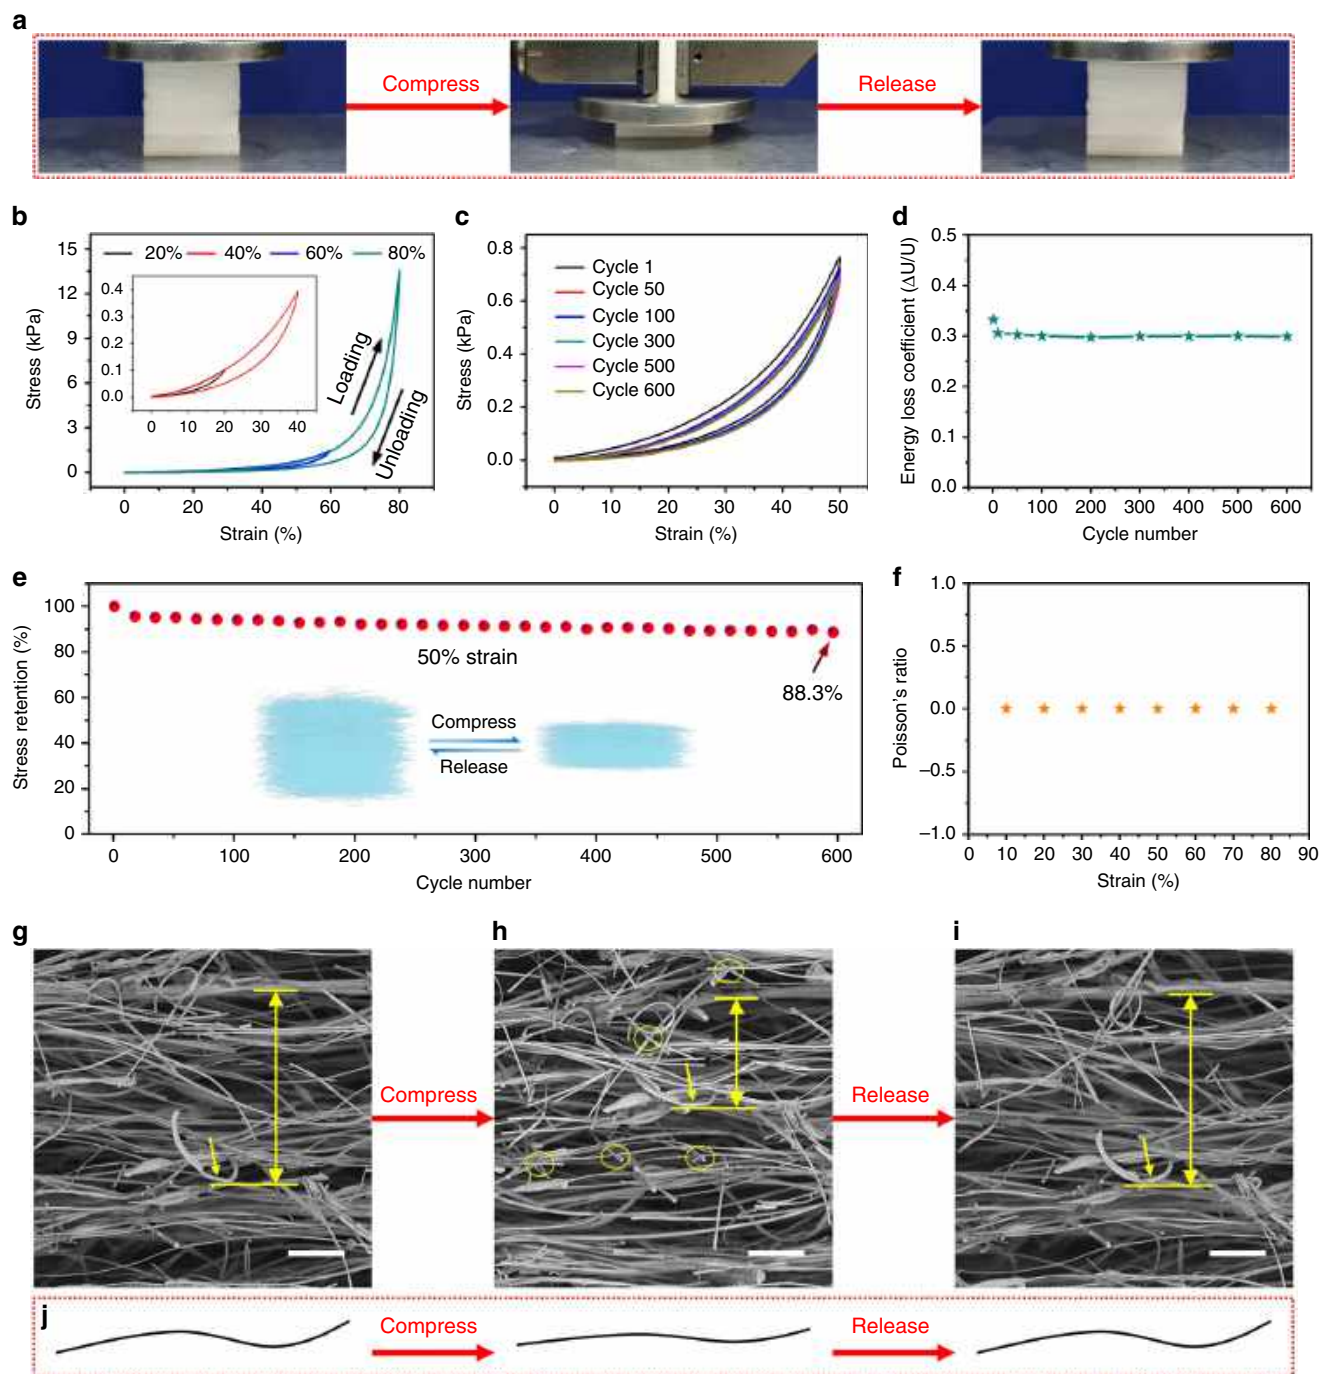 a
Compress
Release
b
Stress (kPa)
15
12
9
6
3
0
20%
40%
60%
80%
0.4
0.3
0.2
0.1
0.0
0
10
20
30
40
Loading
Unloading
0
20
40
60
80
Strain (%)
c
Stress (kPa)
0.8
0.6
0.4
0.2
0.0
Cycle 1
Cycle 50
Cycle 100
Cycle 300
Cycle 500
Cycle 600
0
10
20
30
40
50
Strain (%)
d
Energy loss coefficient (ΔU/U)
0.5
0.4
0.3
0.2
0.1
0.0
0
100
200
300
400
500
600
Cycle number
e
Stress retention (%)
100
80
60
40
20
0
50% strain
88.3%
Compress
Release
0
100
200
300
400
500
600
Cycle number
f
Poisson's ratio
1.0
0.5
0.0
–0.5
–1.0
0
10
20
30
40
50
60
70
80
90
Strain (%)
g
Compress
h
Release
i
j
Compress
Release